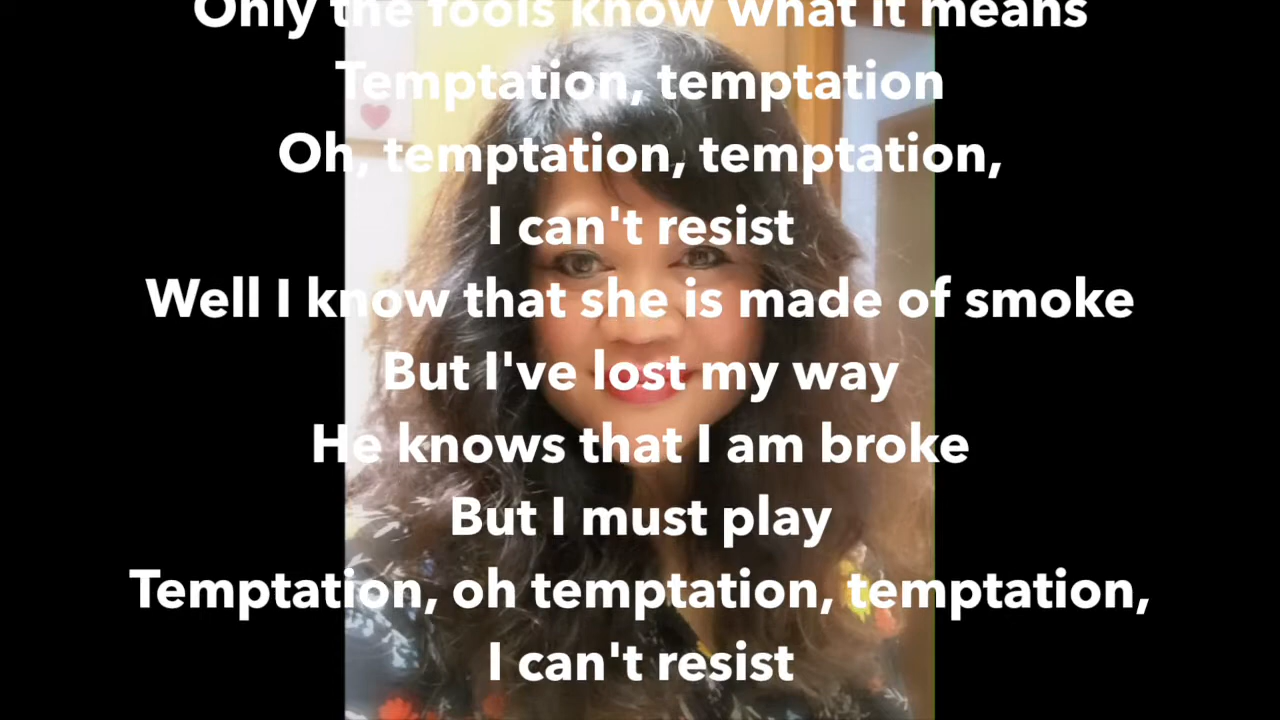 Only the fools know what it means
Temptation, temptation
Oh, temptation, temptation,
I can't resist
Well I know that she is made of smoke
But I've lost my way
He knows that I am broke
But I must play
Temptation, oh temptation, temptation,
I can't resist